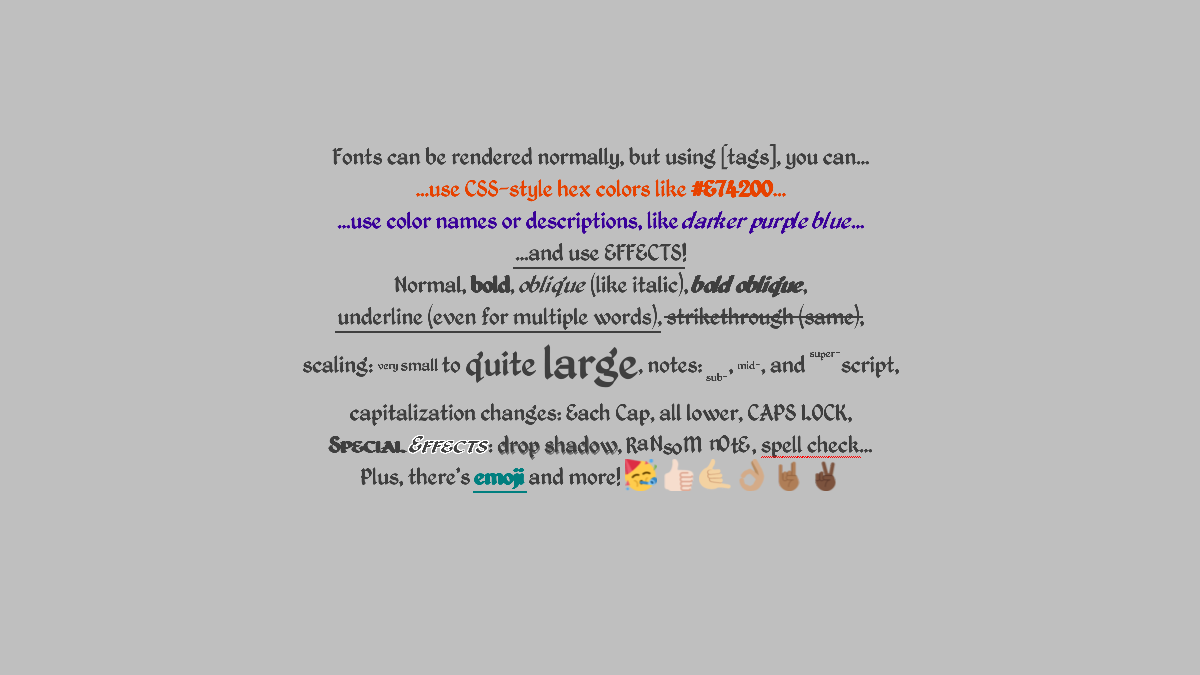 Fonts can be rendered normally, but using [tags], you can...
...use CSS-style hex colors like #E74200...
...use color names or descriptions, like darker purple blue...
...and use EFFECTS!
Normal, bold, oblique (like italic), bold oblique,
underline (even for multiple words), strikethrough (same),
scaling: very small to quite large, notes: sub-, mid-, and super-script,
capitalization changes: Each Cap, all lower, CAPS LOCK,
SPECIAL EFFECTS: drop shadow, RaNsoM nOtE, spell check...
Plus, there's emoji and more! 🥳👍🏻🤙🏼👌🏽🤘🏾✌🏿